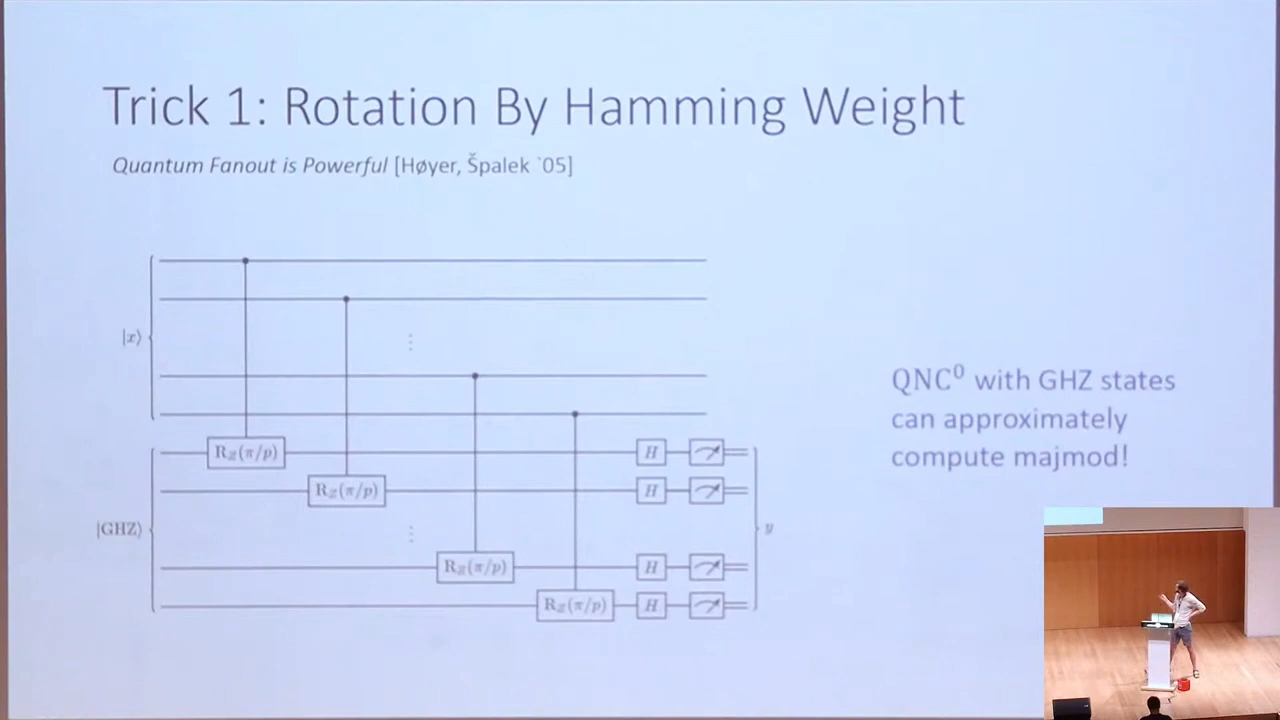 Trick 1: Rotation By Hamming Weight
Quantum Fanout is Powerful [Høyer, Špalek `05]
|x⟩
⋮
R_Z(π/p)
H
QNC⁰ with GHZ states
can approximately
compute majmod!
R_Z(π/p)
H
|GHZ⟩
⋮
y
R_Z(π/p)
H
R_Z(π/p)
H